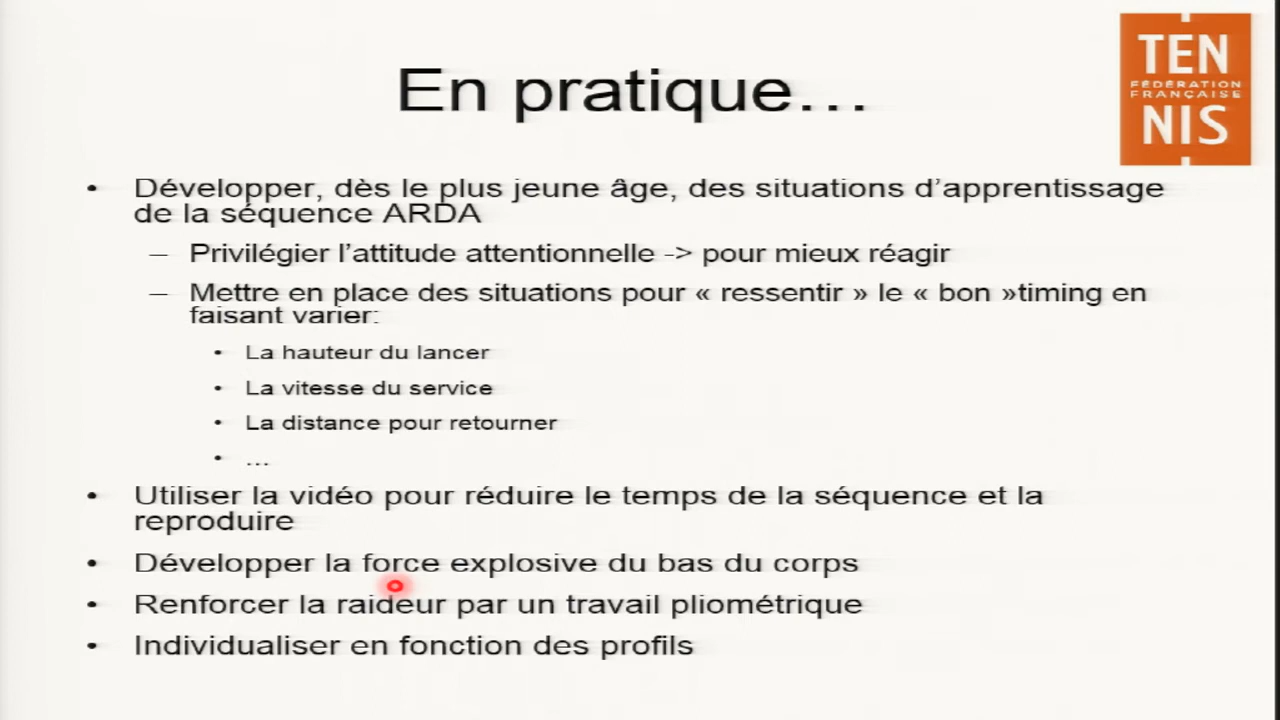 En pratique…
TEN
FÉDÉRATION
FRANÇAISE
NIS
• Développer, dès le plus jeune âge, des situations d’apprentissage
de la séquence ARDA
– Privilégier l’attitude attentionnelle -> pour mieux réagir
– Mettre en place des situations pour « ressentir » le « bon »timing en
faisant varier:
• La hauteur du lancer
• La vitesse du service
• La distance pour retourner
• …
• Utiliser la vidéo pour réduire le temps de la séquence et la
reproduire
• Développer la force explosive du bas du corps
• Renforcer la raideur par un travail pliométrique
• Individualiser en fonction des profils